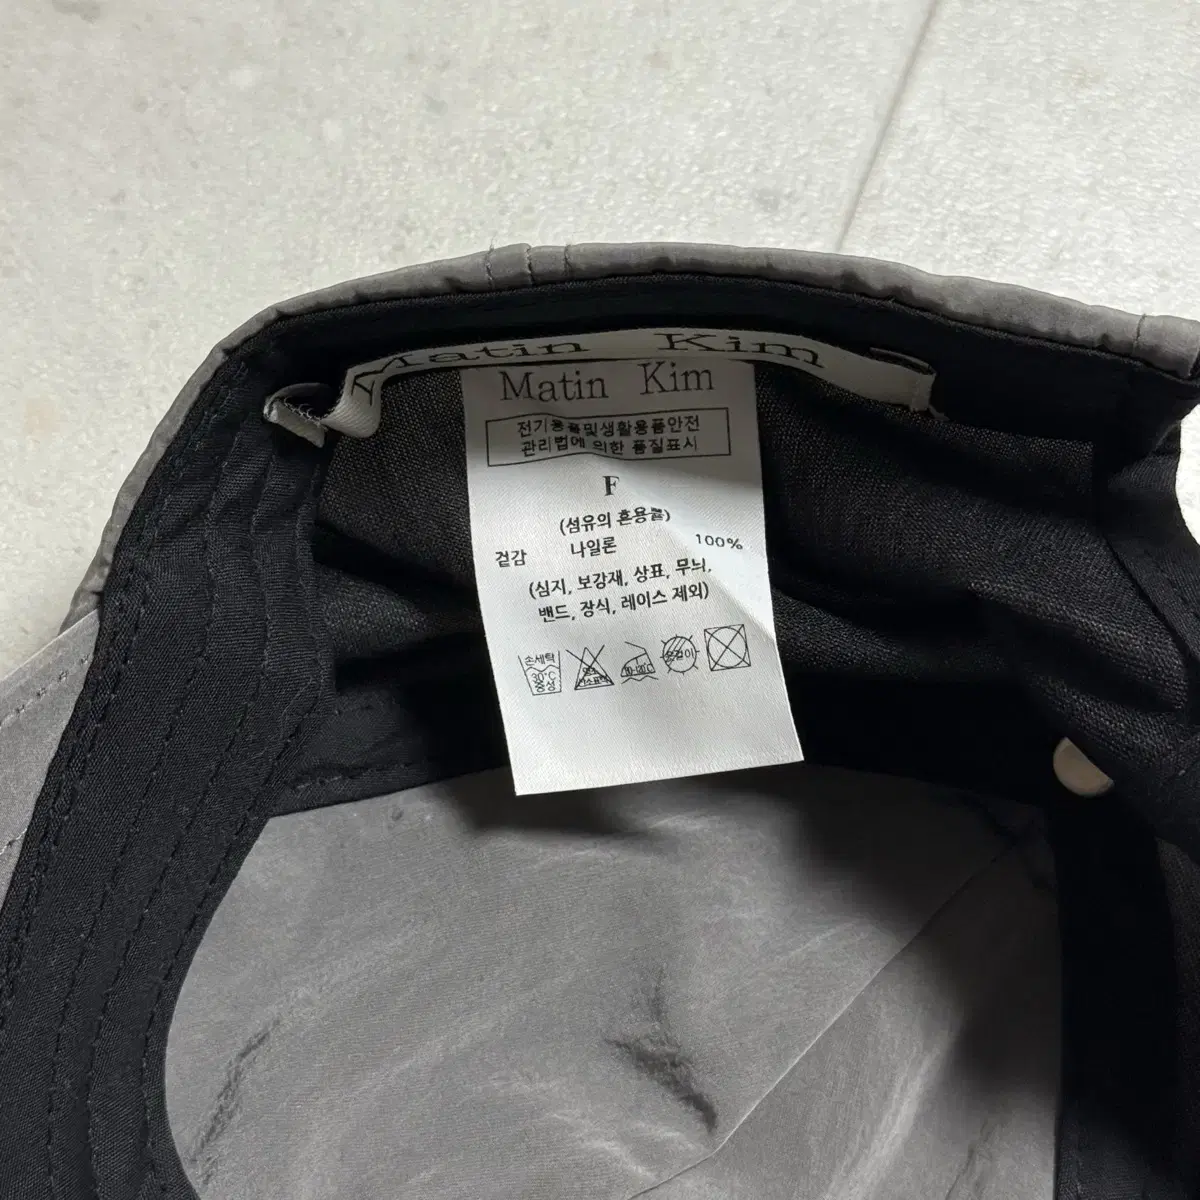 Matin Kim
Matin Kim
전기용품및생활용품안전
관리법에 의한 품질표시
F
(섬유의 혼용률)
겉감 나일론 100%
(심지, 보강재, 상표, 무늬,
밴드, 장식, 레이스 제외)
손세탁
30°C
중성